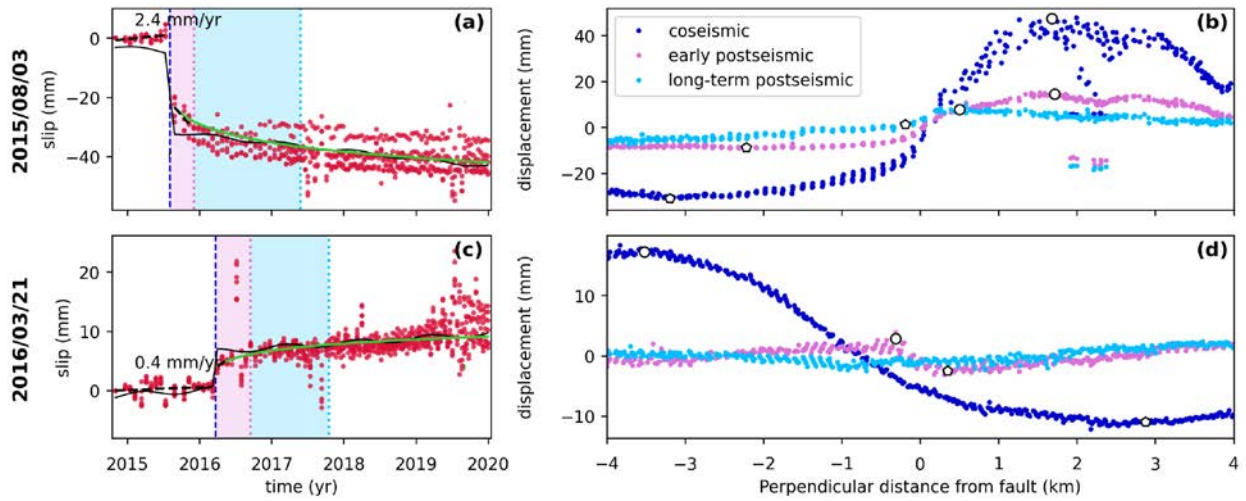 2015/08/03
slip (mm)
0
−20
−40
2.4 mm/yr
(a)
displacement (mm)
40
20
0
−20
coseismic
early postseismic
long-term postseismic
(b)
2016/03/21
slip (mm)
20
10
0
0.4 mm/yr
(c)
2015 2016 2017 2018 2019 2020
time (yr)
displacement (mm)
10
0
−10
(d)
−4 −3 −2 −1 0 1 2 3 4
Perpendicular distance from fault (km)